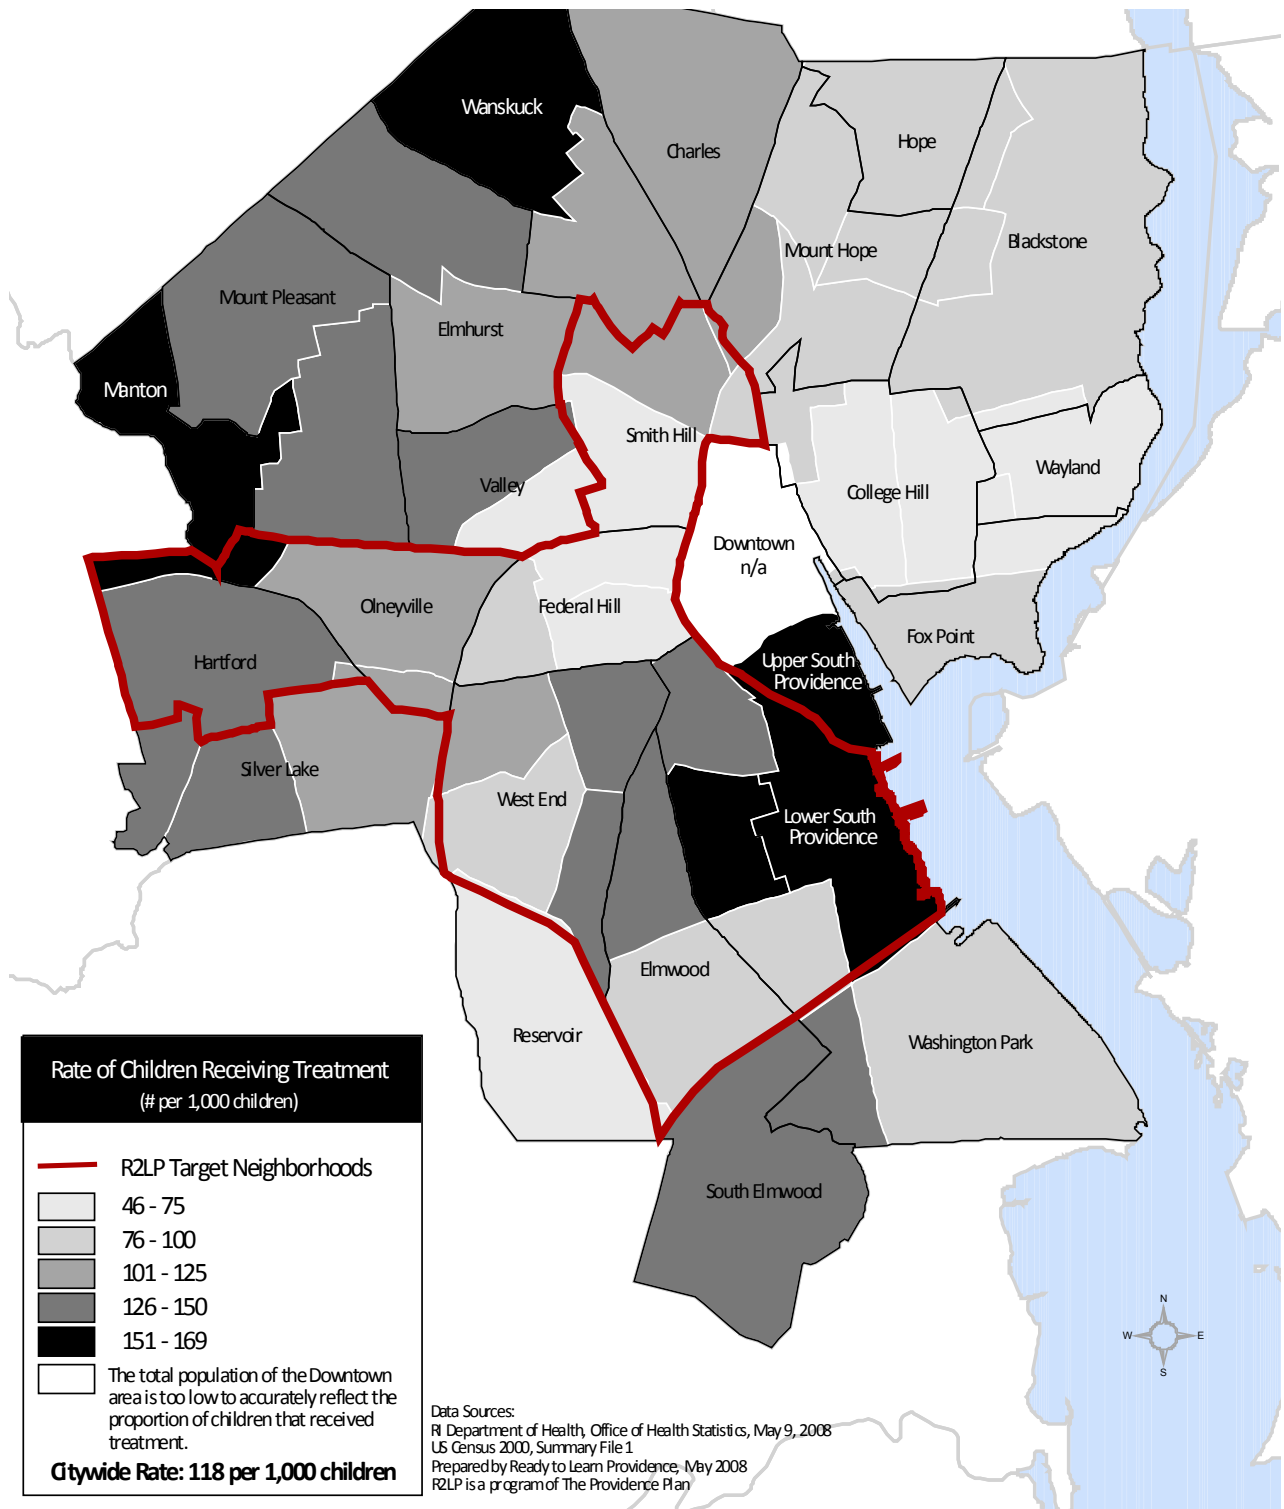 Wanskuck
Charles
Hope
Mount Hope
Blackstone
Mount Pleasant
Elmhurst
Manton
Smith Hill
Valley
College Hill
Wayland
Downtown
n/a
Olneyville
Federal Hill
Fox Point
Hartford
Upper South
Providence
Silver Lake
West End
Lower South
Providence
Elmwood
Reservoir
Washington Park
South Elmwood
Rate of Children Receiving Treatment
(# per 1,000 children)
R2LP Target Neighborhoods
46 - 75
76 - 100
101 - 125
126 - 150
151 - 169
The total population of the Downtown
area is too low to accurately reflect the
proportion of children that received
treatment.
Citywide Rate: 118 per 1,000 children
Data Sources:
RI Department of Health, Office of Health Statistics, May 9, 2008
US Census 2000, Summary File 1
Prepared by Ready to Learn Providence, May 2008
R2LP is a program of The Providence Plan
N
W
E
S